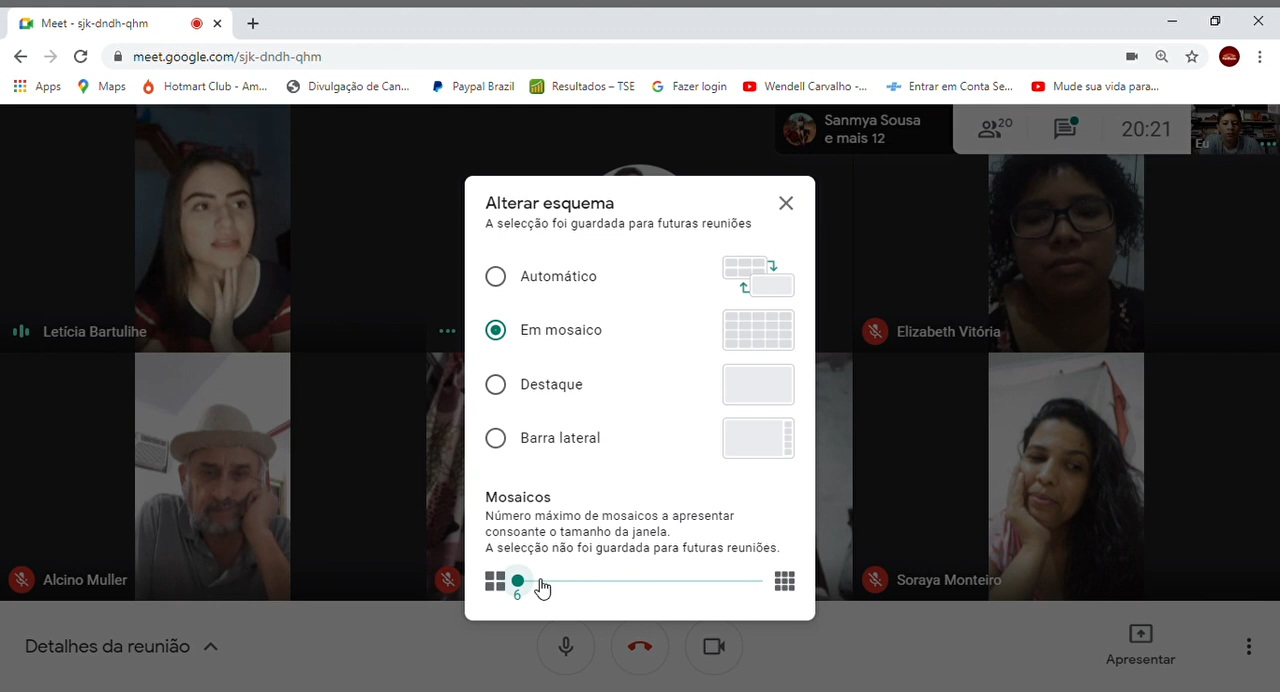 Meet - sjk-dndh-qhm
meet.google.com/sjk-dndh-qhm
Apps
Maps
Hotmart Club - Am...
Divulgação de Can...
Paypal Brazil
Resultados – TSE
Fazer login
Wendell Carvalho -...
Entrar em Conta Se...
Mude sua vida para...
Sanmya Sousa
e mais 12
20
20:21
Eu
Alterar esquema
A selecção foi guardada para futuras reuniões
Automático
Em mosaico
Destaque
Barra lateral
Mosaicos
Número máximo de mosaicos a apresentar
consoante o tamanho da janela.
A selecção não foi guardada para futuras reuniões.
6
Letícia Bartulihe
Elizabeth Vitória
Alcino Muller
Soraya Monteiro
Detalhes da reunião
Apresentar